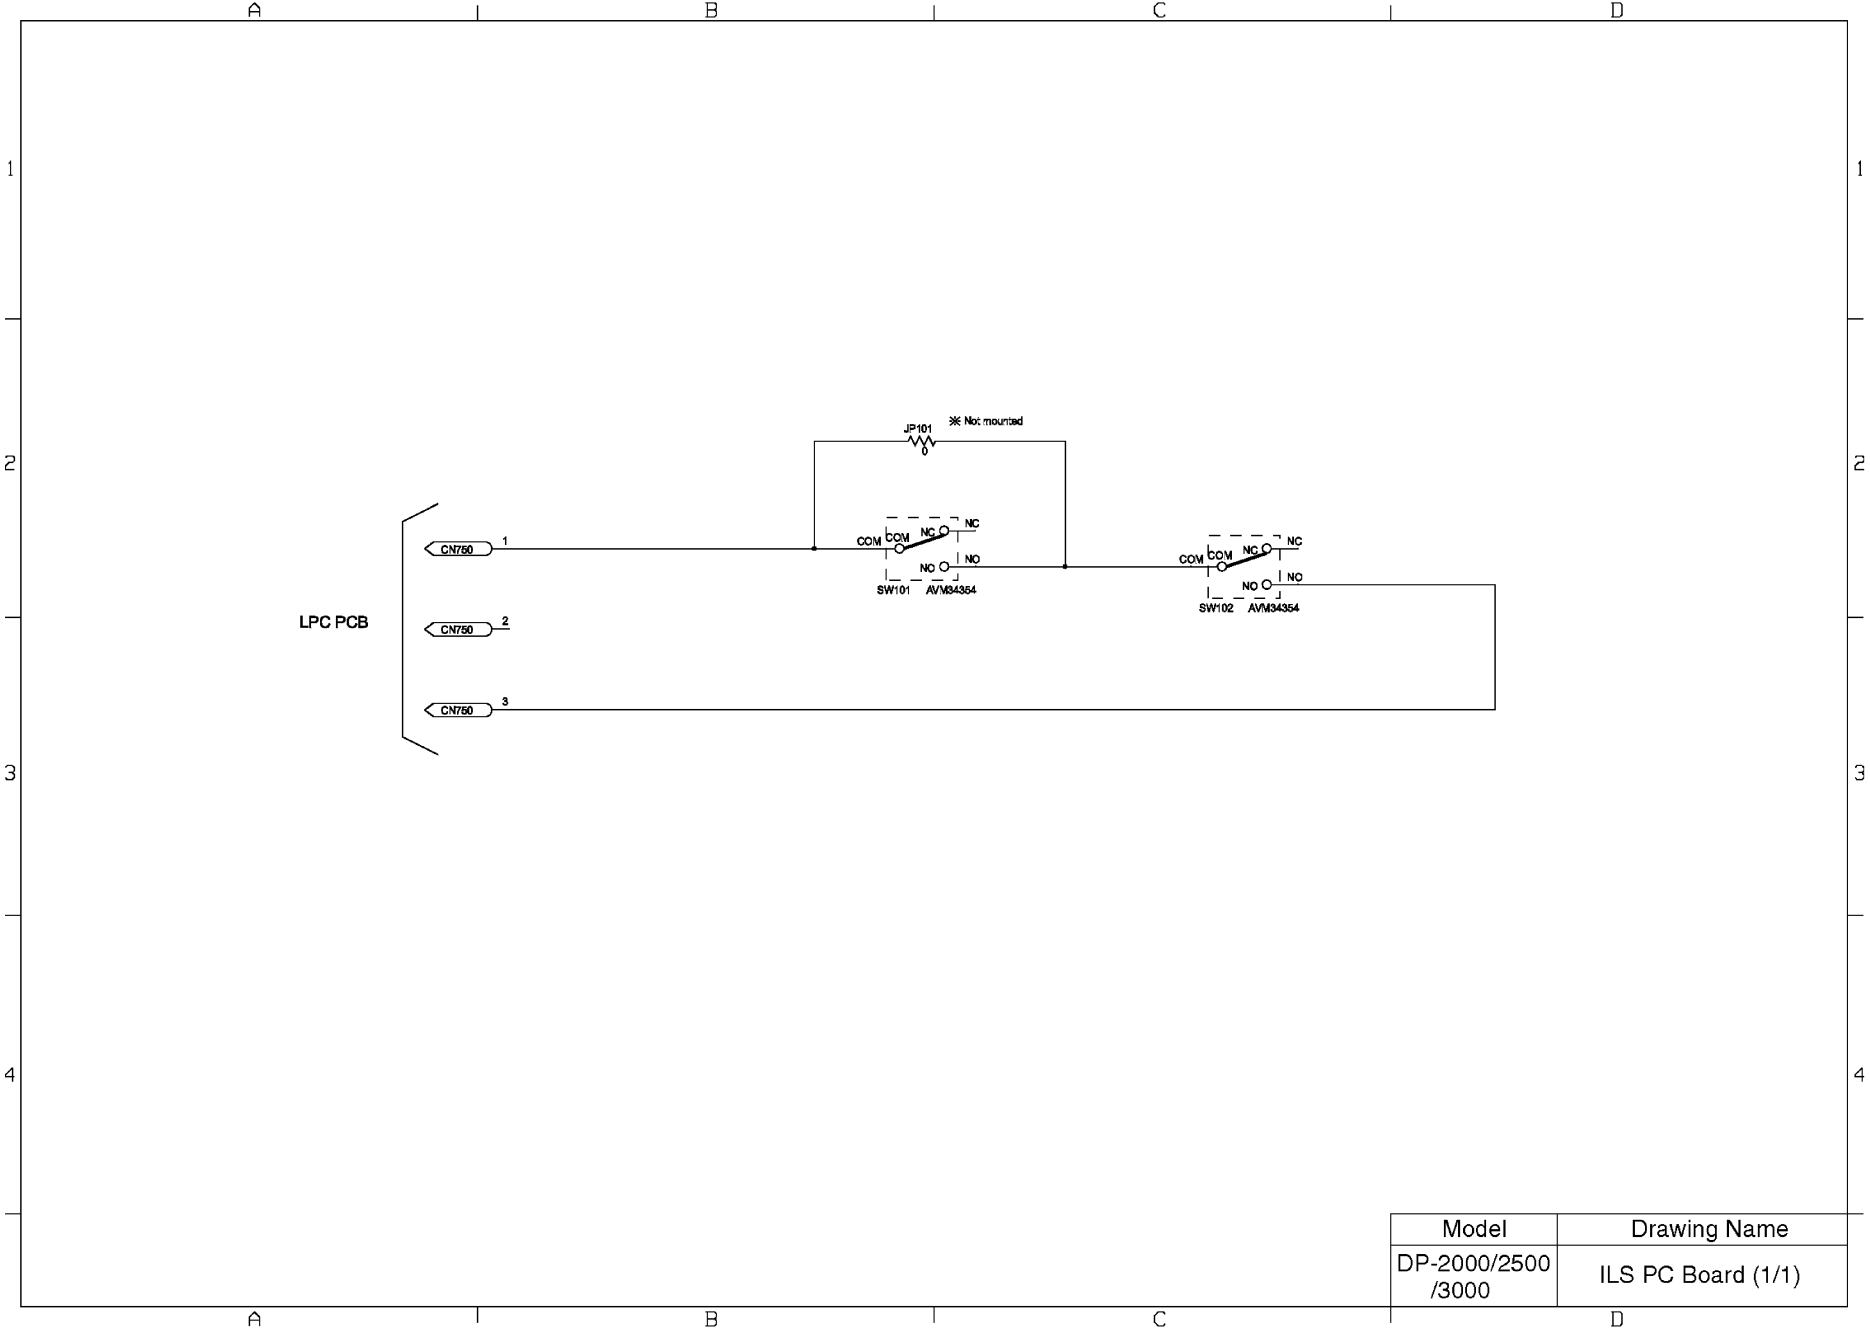 A B C D
1 1
※ Not mounted
JP101
0
2 2
NC NC
COM COM
NO NO
SW101 AVM34354
NC NC
COM COM
NO NO
SW102 AVM34354
CN750 1
LPC PCB
CN750 2
CN750 3
3 3
4 4
Model Drawing Name
DP-2000/2500
/3000
ILS PC Board (1/1)
A B C D